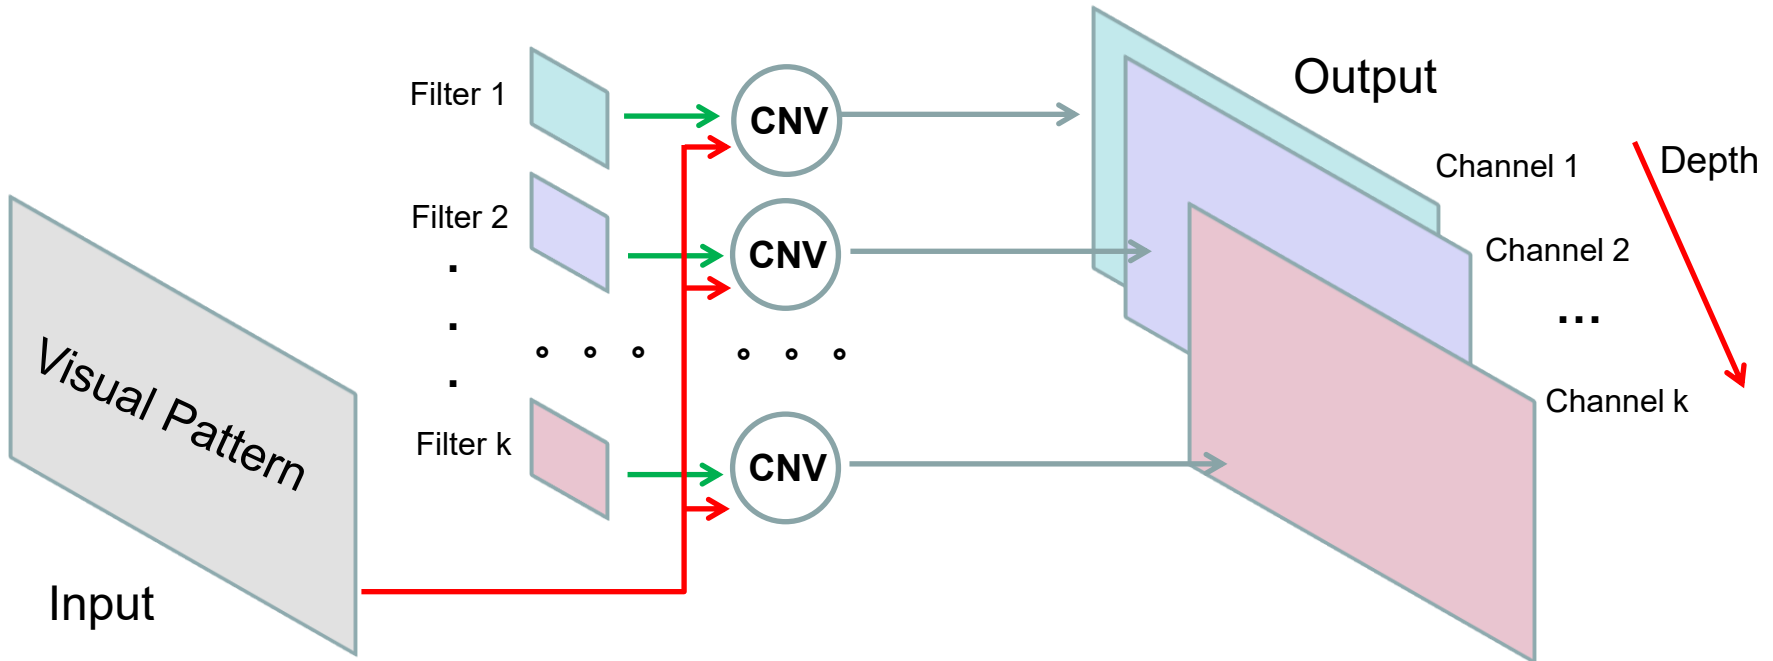 Visual Pattern
Input
Filter 1
Filter 2
.
.
.
Filter k
CNV
CNV
CNV
Output
Channel 1
Channel 2
...
Channel k
Depth